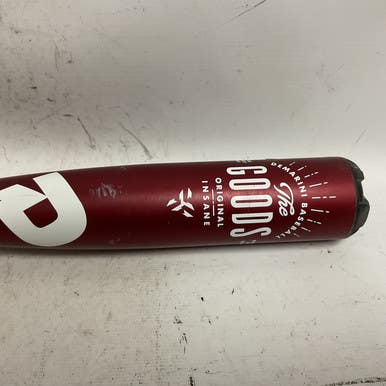 DEMARINI BASEBALL
The
GOODS
ORIGINAL
INSANE
D